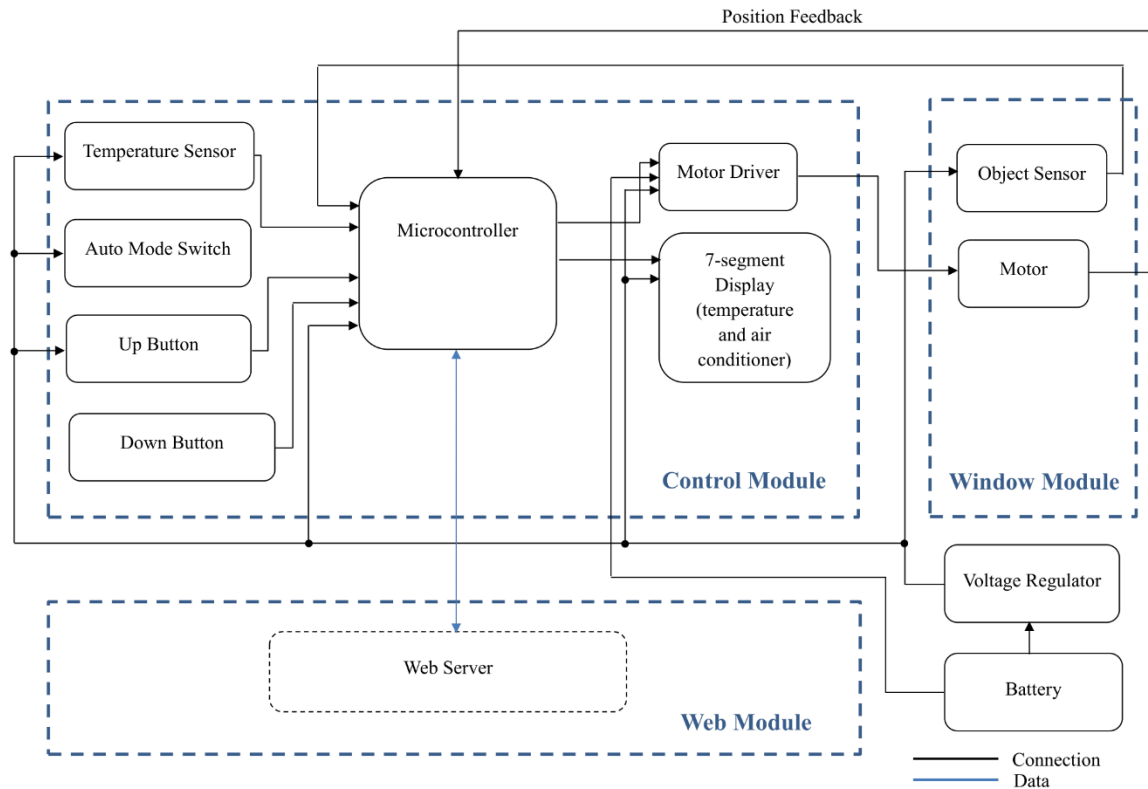 Position Feedback
Temperature Sensor
Auto Mode Switch
Up Button
Down Button
Microcontroller
Motor Driver
7-segment
Display
(temperature
and air
conditioner)
Control Module
Object Sensor
Motor
Window Module
Voltage Regulator
Battery
Web Server
Web Module
Connection
Data